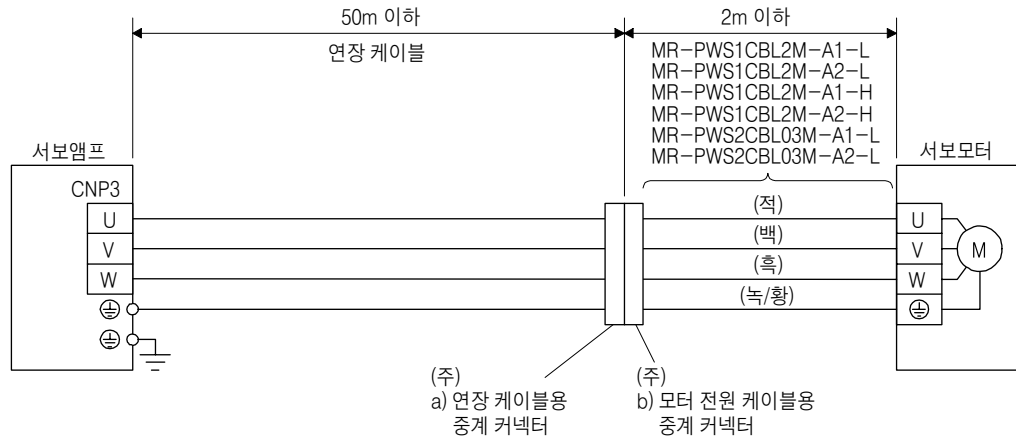 50m 이하
2m 이하
연장 케이블
MR-PWS1CBL2M-A1-L
MR-PWS1CBL2M-A2-L
MR-PWS1CBL2M-A1-H
MR-PWS1CBL2M-A2-H
MR-PWS2CBL03M-A1-L
MR-PWS2CBL03M-A2-L
서보앰프
서보모터
CNP3
U
V
W
(적)
(백)
(흑)
(녹/황)
U
V
W
M
(주)
a) 연장 케이블용
중계 커넥터
(주)
b) 모터 전원 케이블용
중계 커넥터